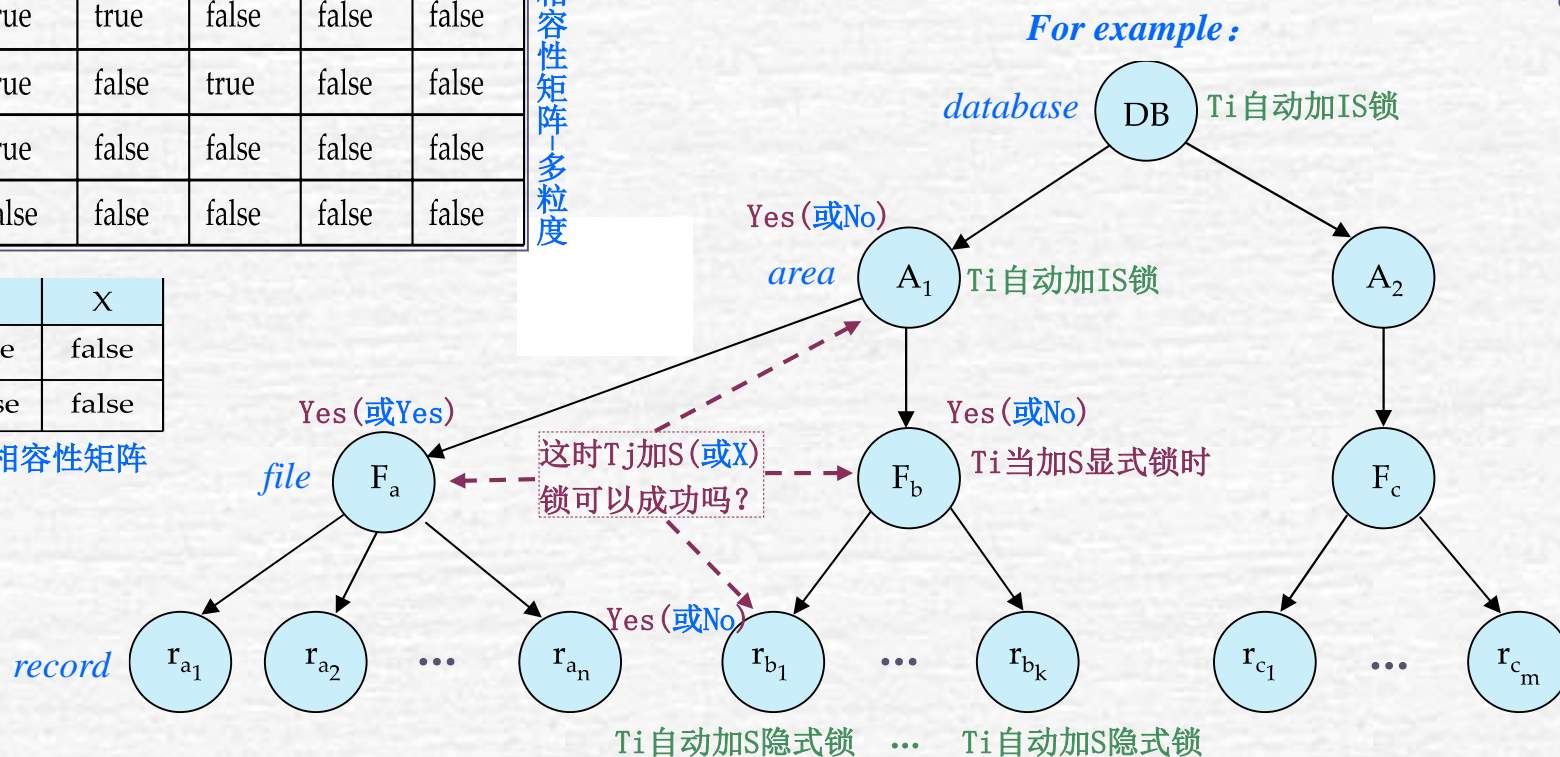 true false false false
false true false false
false false false false
false false false false
容性矩阵-多粒度
X
false
false
相容性矩阵
For example：
database
DB
Ti自动加IS锁
Yes(或No)
area
A1
Ti自动加IS锁
A2
Yes(或Yes)
file
Fa
这时Tj加S(或X)
锁可以成功吗？
Yes(或No)
Fb
Ti当加S显式锁时
Fc
Yes(或No)
record
ra1
ra2
...
ran
rb1
...
rbk
rc1
...
rcm
Ti自动加S隐式锁 ... Ti自动加S隐式锁